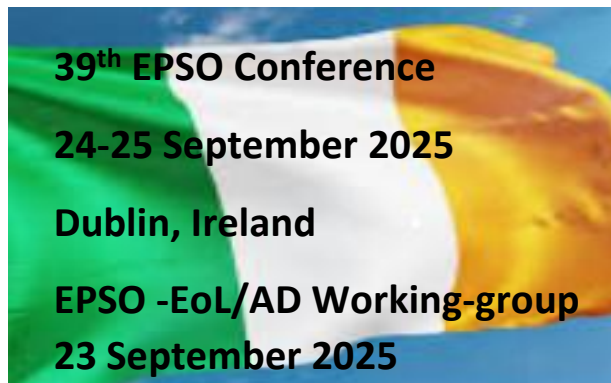 39th EPSO Conference
24-25 September 2025
Dublin, Ireland
EPSO -EoL/AD Working-group
23 September 2025